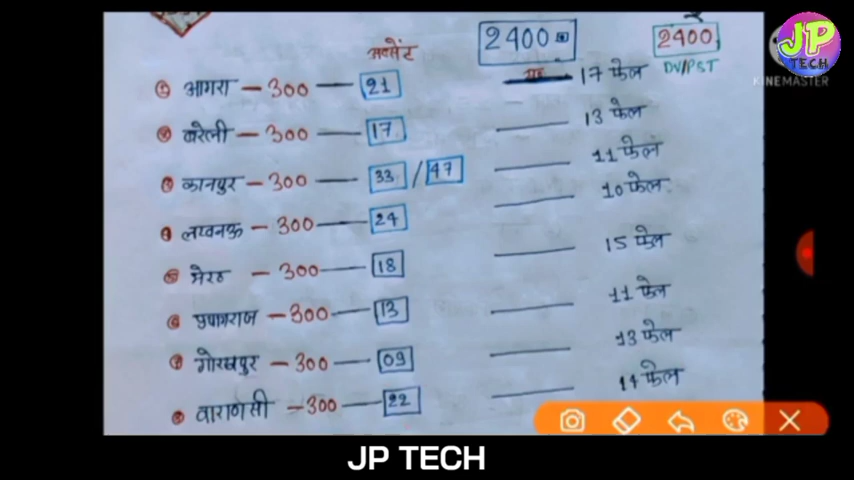 अब्सेंट 2400 2400
DV/PST
JP TECH
KINEMASTER
आगरा - 300 - 21 17 फेल
बरेली - 300 - 17 13 फेल
कानपुर - 300 - 33 / 47 11 फेल
लखनऊ - 300 - 24 10 फेल
मेरठ - 300 - 18 15 फेल
प्रयागराज - 300 - 13 11 फेल
गोरखपुर - 300 - 09 13 फेल
वाराणसी - 300 - 22 14 फेल
JP TECH